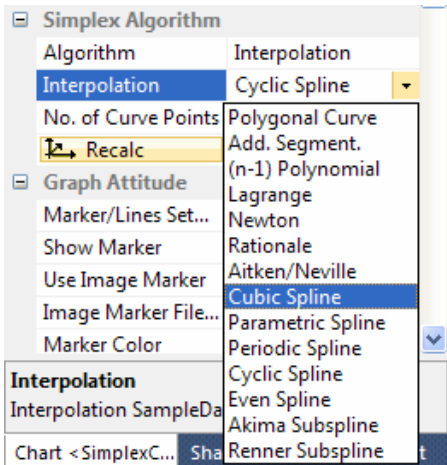 Simplex Algorithm
Algorithm Interpolation
Interpolation Cyclic Spline
No. of Curve Points
Recalc
Graph Attitude
Marker/Lines Set...
Show Marker
Use Image Marker
Image Marker File...
Marker Color
Polygonal Curve
Add. Segment.
(n-1) Polynomial
Lagrange
Newton
Rationale
Aitken/Neville
Cubic Spline
Parametric Spline
Periodic Spline
Cyclic Spline
Even Spline
Akima Subspline
Renner Subspline
Interpolation
Interpolation SampleDa
Chart <SimplexC... Sha t